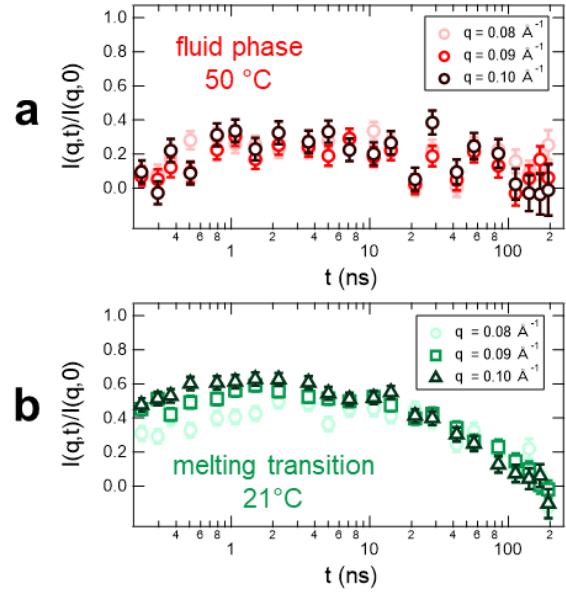 a
I(q,t)/I(q,0)
1.0
0.8
0.6
0.4
0.2
0.0
fluid phase
50 °C
q = 0.08 Å⁻¹
q = 0.09 Å⁻¹
q = 0.10 Å⁻¹
4 6 8 1 2 4 6 8 10 2 4 6 8 100 2
t (ns)
b
I(q,t)/I(q,0)
1.0
0.8
0.6
0.4
0.2
0.0
q = 0.08 Å⁻¹
q = 0.09 Å⁻¹
q = 0.10 Å⁻¹
melting transition
21°C
4 6 8 1 2 4 6 8 10 2 4 6 8 100 2
t (ns)